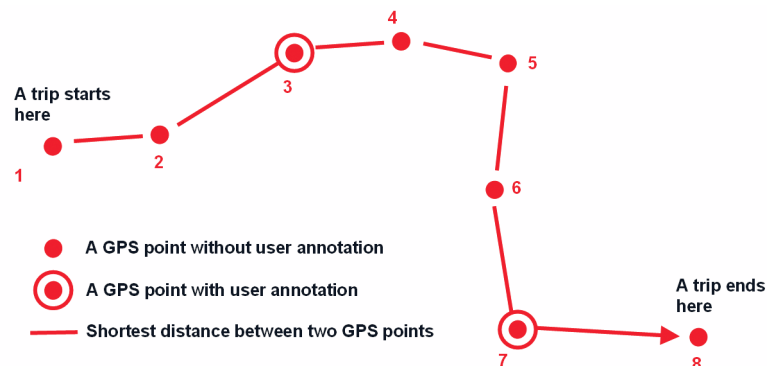 4
5
3
A trip starts
here
2
1
6
A GPS point without user annotation
A GPS point with user annotation
A trip ends
here
Shortest distance between two GPS points
7
8